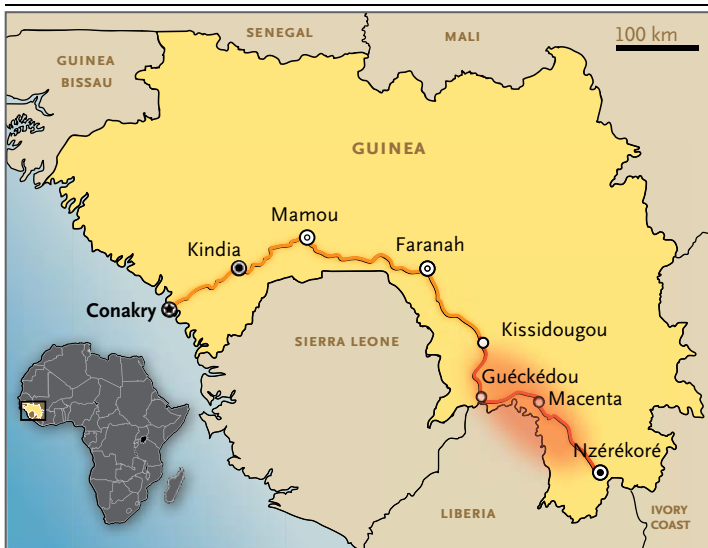 SENEGAL
MALI
100 km
GUINEA
BISSAU
GUINEA
Mamou
Kindia
Faranah
Conakry
Kissidougou
SIERRA LEONE
Guéckédou
Macenta
Nzérékoré
LIBERIA
IVORY
COAST